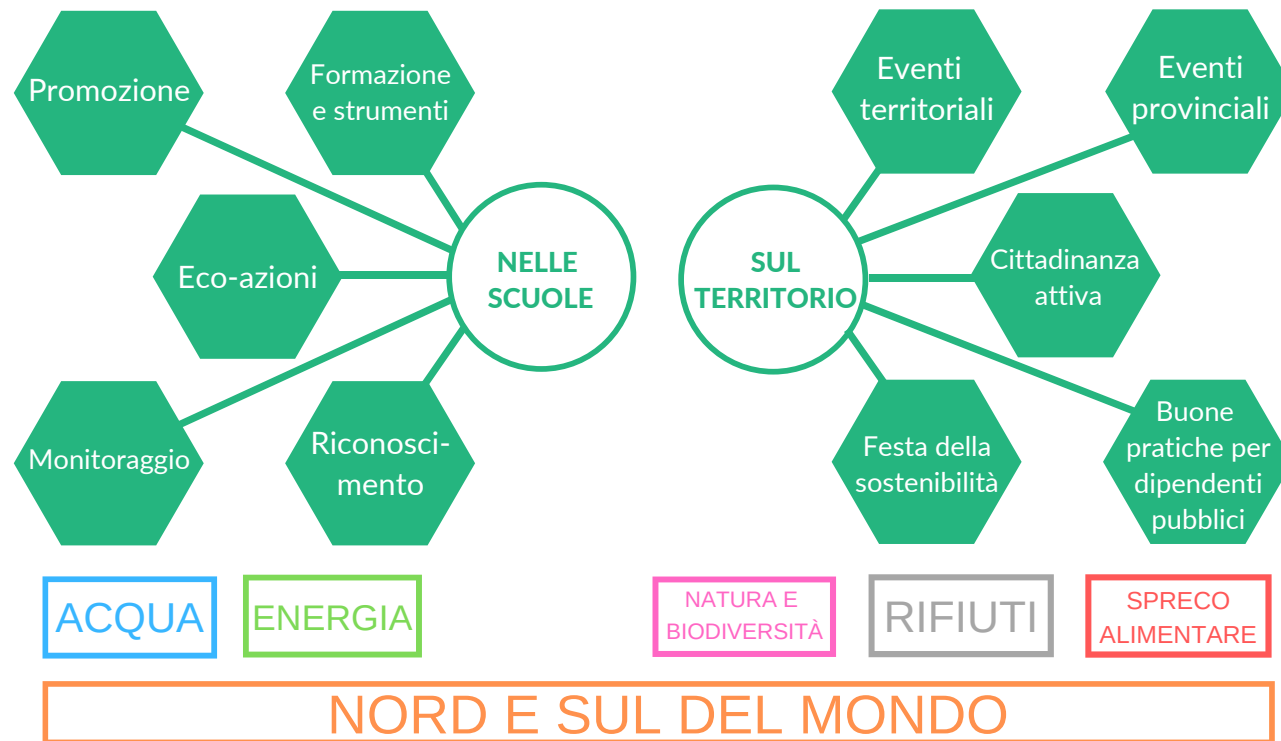 Promozione
Formazione
e strumenti
Eco-azioni
NELLE
SCUOLE
Monitoraggio
Riconosci-
mento
Eventi
territoriali
Eventi
provinciali
SUL
TERRITORIO
Cittadinanza
attiva
Festa della
sostenibilità
Buone
pratiche per
dipendenti
pubblici
ACQUA
ENERGIA
NATURA E
BIODIVERSITÀ
RIFIUTI
SPRECO
ALIMENTARE
NORD E SUL DEL MONDO